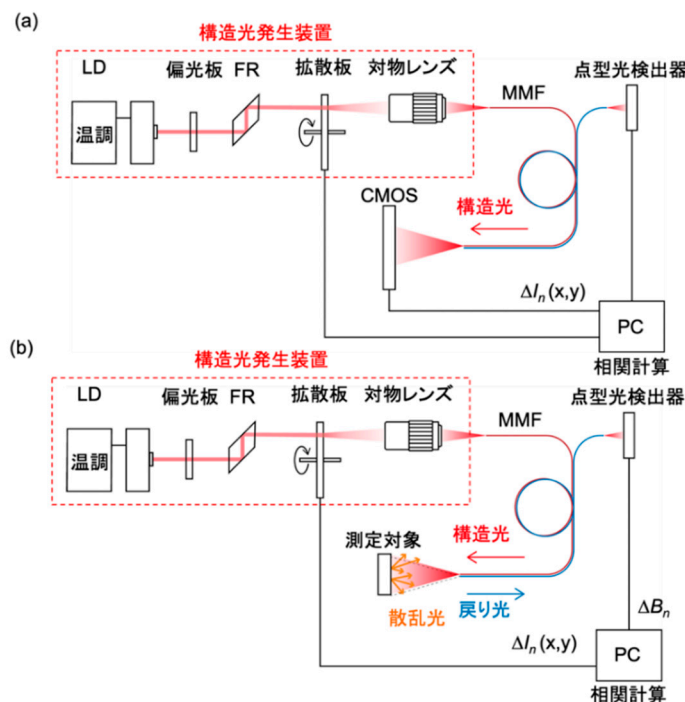 (a)
構造光発生装置
LD
偏光板 FR
拡散板
対物レンズ
MMF
点型光検出器
温調
CMOS
構造光
ΔIn(x,y)
PC
相関計算
(b)
構造光発生装置
LD
偏光板 FR
拡散板
対物レンズ
MMF
点型光検出器
温調
測定対象
構造光
散乱光
戻り光
ΔBn
ΔIn(x,y)
PC
相関計算